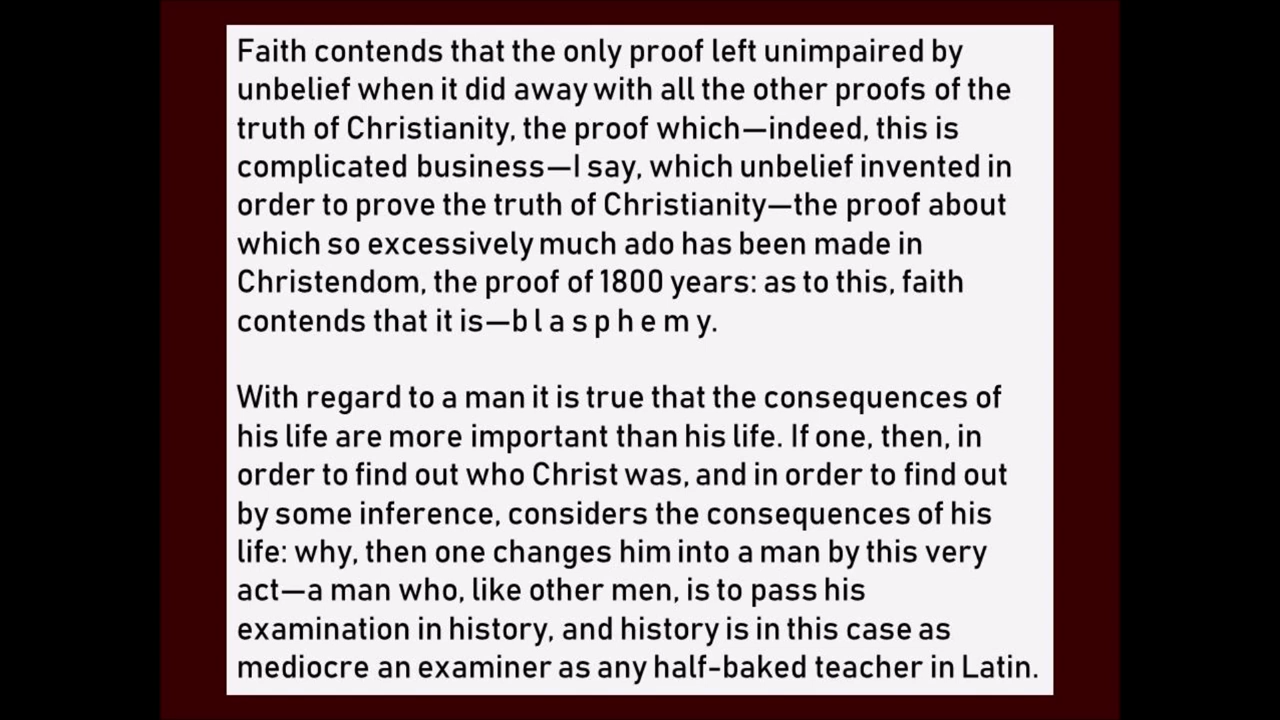 Faith contends that the only proof left unimpaired by
unbelief when it did away with all the other proofs of the
truth of Christianity, the proof which—indeed, this is
complicated business—I say, which unbelief invented in
order to prove the truth of Christianity—the proof about
which so excessively much ado has been made in
Christendom, the proof of 1800 years: as to this, faith
contends that it is—b l a s p h e m y.
With regard to a man it is true that the consequences of
his life are more important than his life. If one, then, in
order to find out who Christ was, and in order to find out
by some inference, considers the consequences of his
life: why, then one changes him into a man by this very
act—a man who, like other men, is to pass his
examination in history, and history is in this case as
mediocre an examiner as any half-baked teacher in Latin.